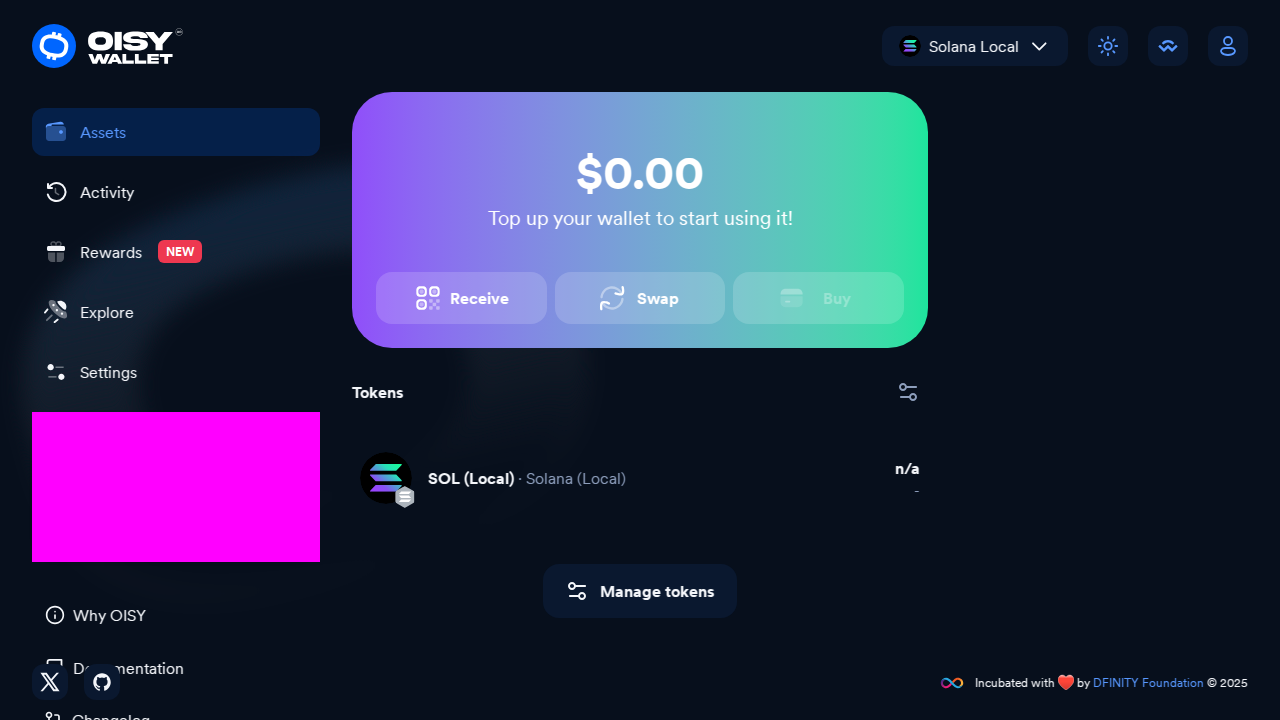 OISY
WALLET
Solana Local
Assets
Activity
Rewards NEW
Explore
Settings
$0.00
Top up your wallet to start using it!
Receive
Swap
Buy
Tokens
SOL (Local) · Solana (Local)
n/a
-
Manage tokens
Why OISY
Documentation
Changelog
Incubated with ❤️ by DFINITY Foundation © 2025